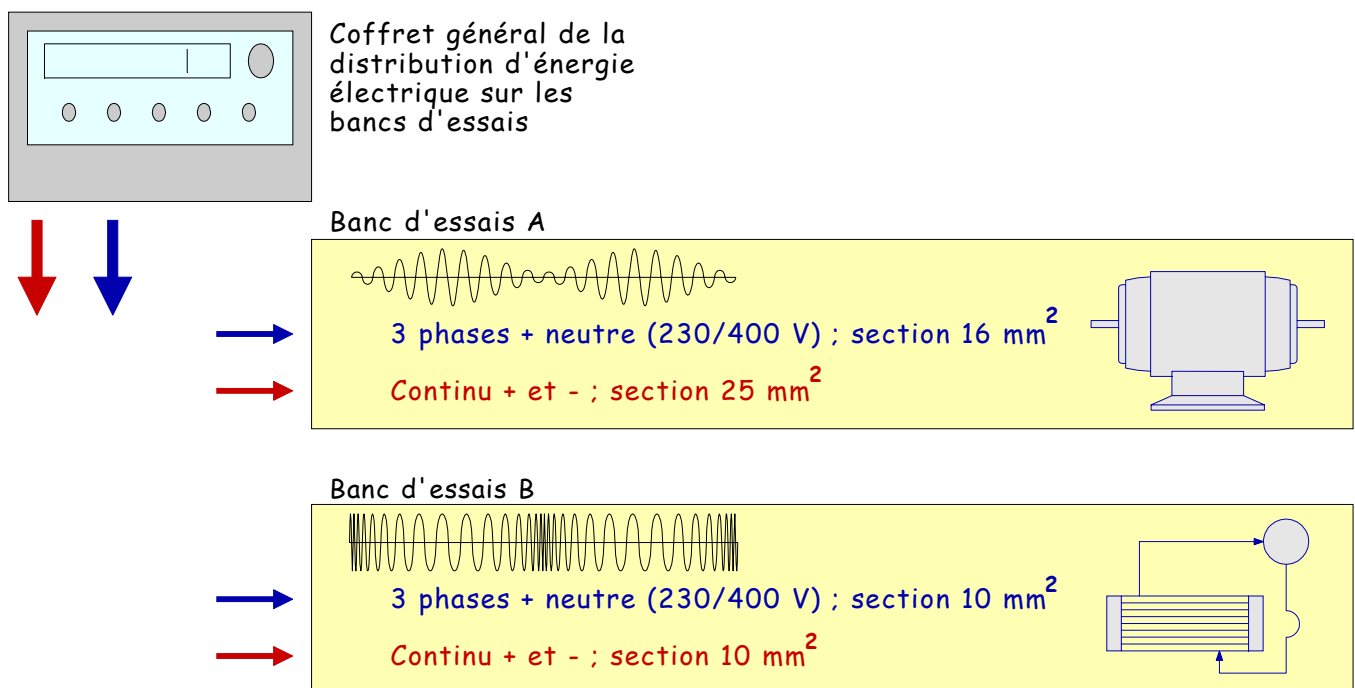 Coffret général de la
distribution d'énergie
électrique sur les
bancs d'essais
Banc d'essais A
3 phases + neutre (230/400 V) ; section 16 mm²
Continu + et - ; section 25 mm²
Banc d'essais B
3 phases + neutre (230/400 V) ; section 10 mm²
Continu + et - ; section 10 mm²